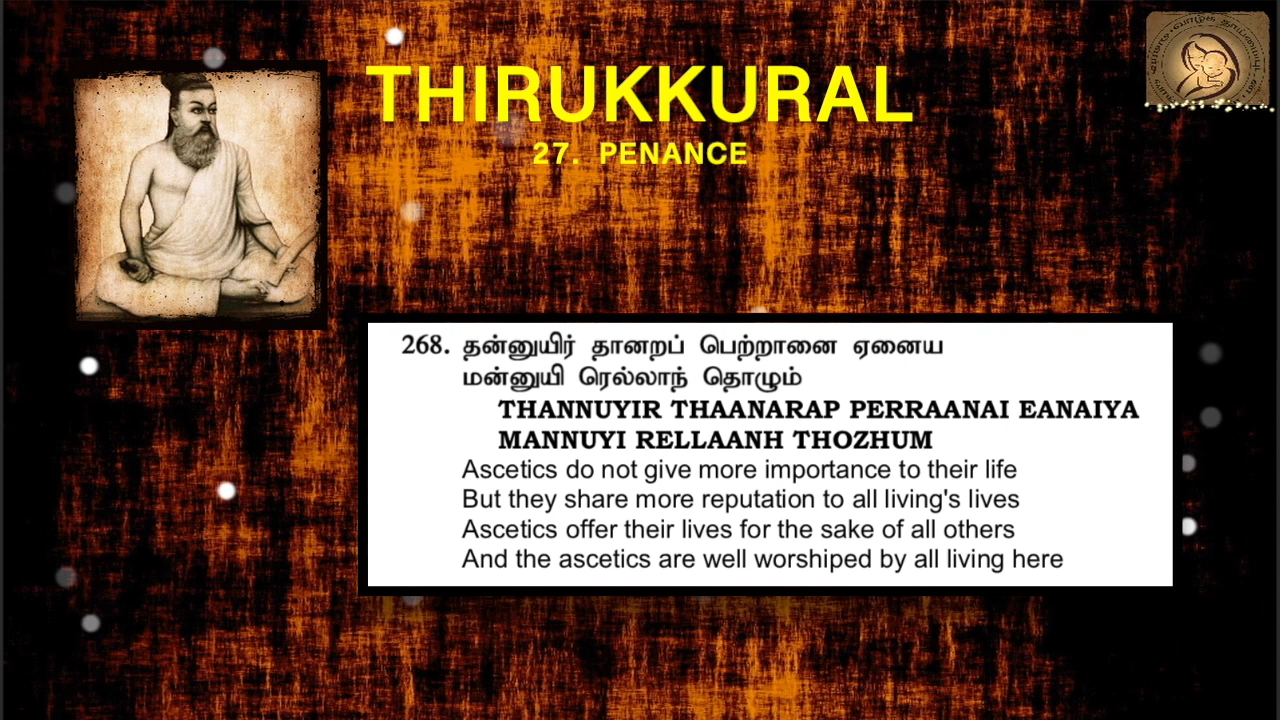 THIRUKKURAL
27. PENANCE
268. தன்னுயிர் தானறப் பெற்றானை ஏனைய
மன்னுயி ரெல்லாந் தொழும்
THANNUYIR THAANARAP PERRAANAI EANAIYA
MANNUYI RELLAANH THOZHUM
Ascetics do not give more importance to their life
But they share more reputation to all living's lives
Ascetics offer their lives for the sake of all others
And the ascetics are well worshiped by all living here